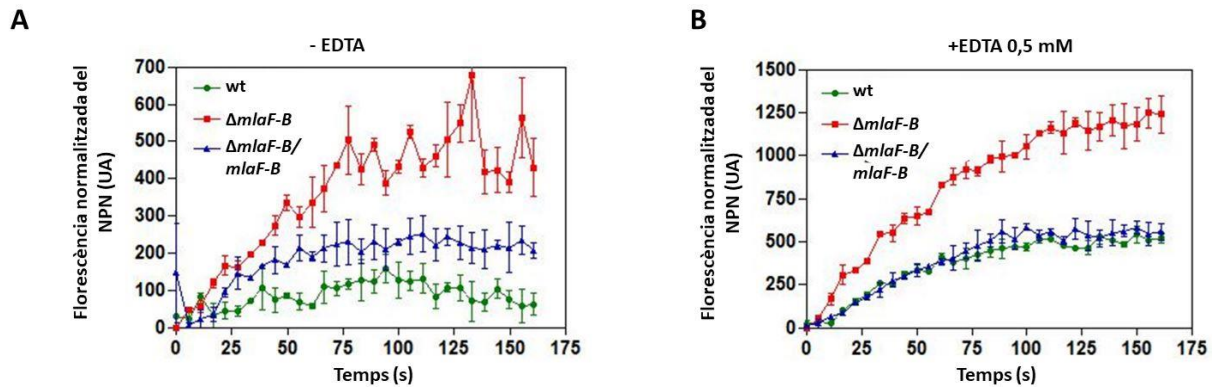 A
- EDTA
Florescència normalitzada del
NPN (UA)
700
600
500
400
300
200
100
0
wt
ΔmlaF-B
ΔmlaF-B/
mlaF-B
0 25 50 75 100 125 150 175
Temps (s)
B
+EDTA 0,5 mM
Florescència normalitzada del
NPN (UA)
1500
1250
1000
750
500
250
0
wt
ΔmlaF-B
ΔmlaF-B/
mlaF-B
0 25 50 75 100 125 150 175
Temps (s)